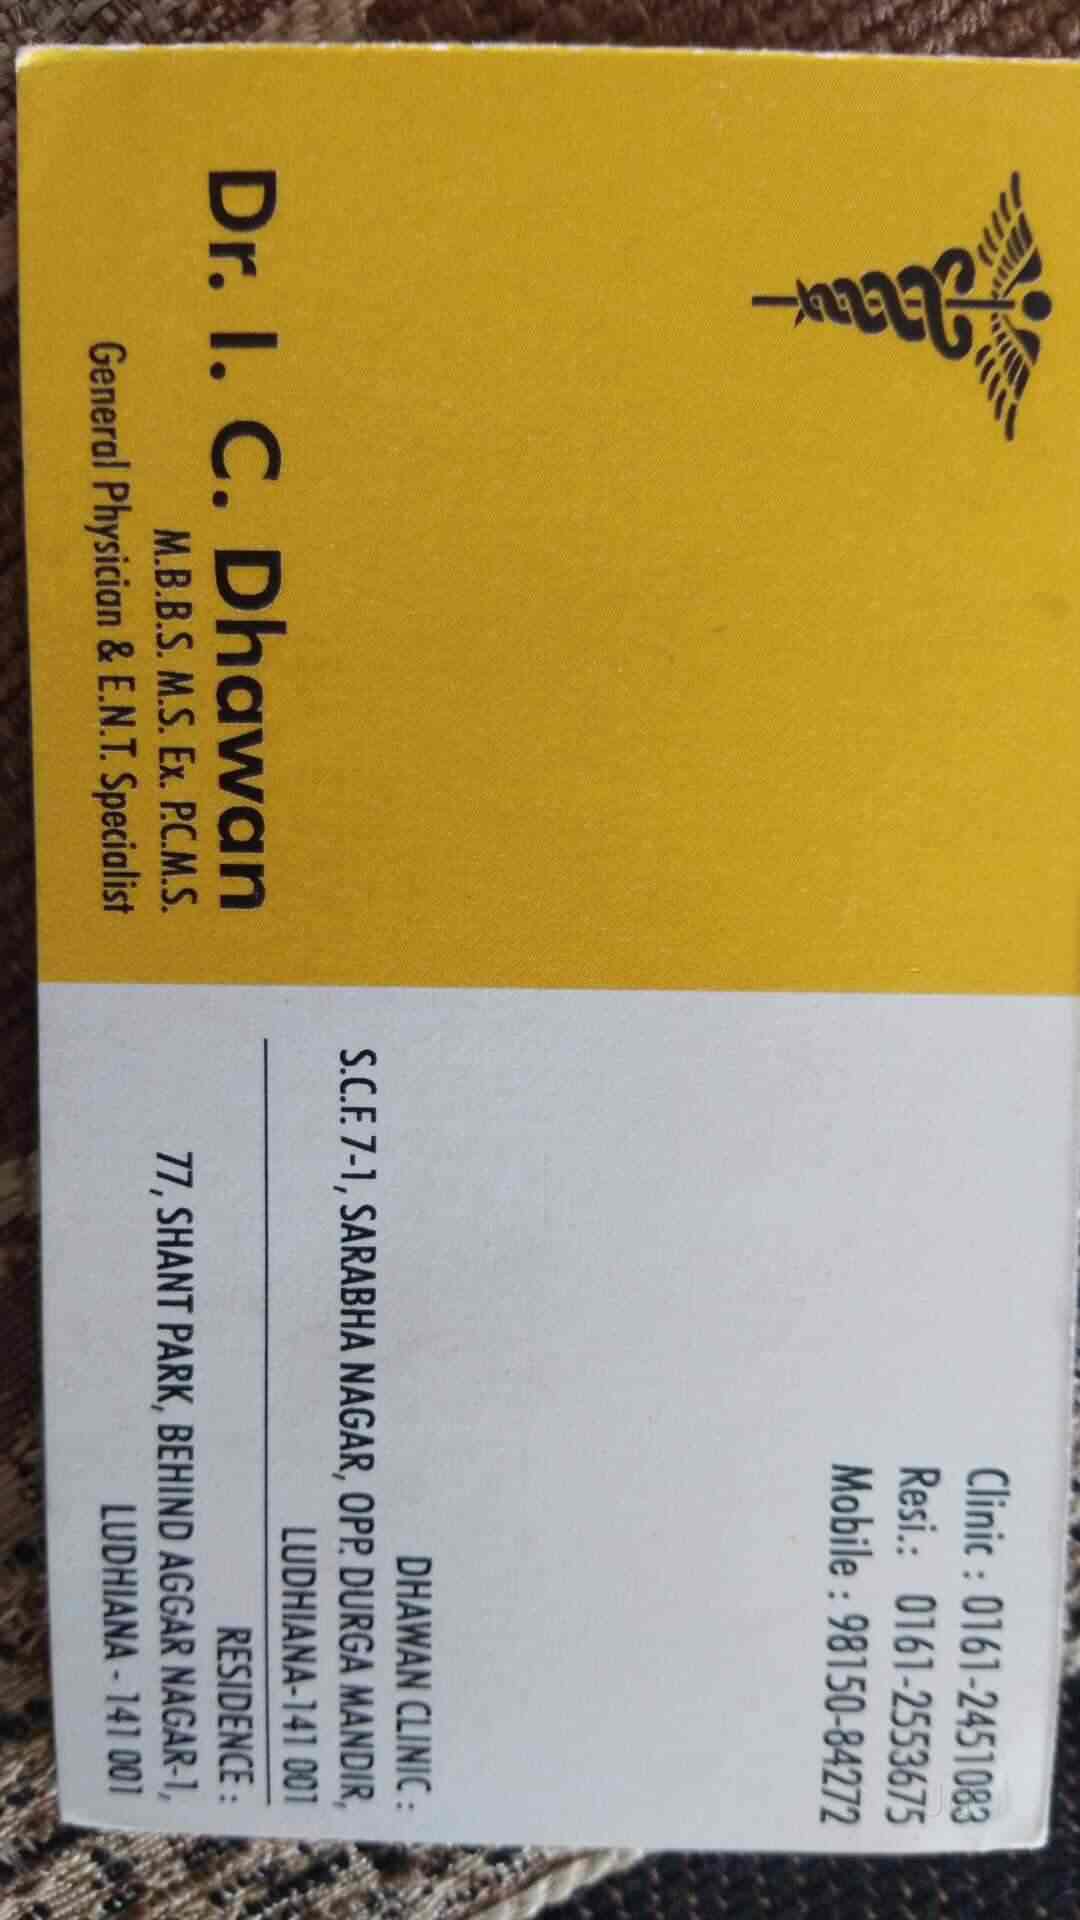 Clinic : 0161-2451083
Resi.: 0161-2553675
Mobile : 98150-84272
Dr. I. C. Dhawan
M.B.B.S. M.S. Ex. P.C.M.S.
General Physician & E.N.T. Specialist
DHAWAN CLINIC :
S.C.F. 7-1, SARABHA NAGAR, OPP. DURGA MANDIR,
LUDHIANA-141 001
RESIDENCE :
77, SHANT PARK, BEHIND AGGAR NAGAR-1,
LUDHIANA - 141 001